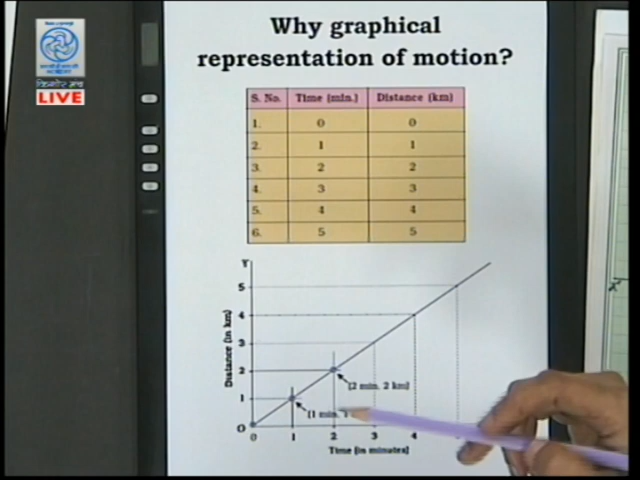 LIVE
Why graphical
representation of motion?
S. No. Time (min.) Distance (km)
1. 0 0
2. 1 1
3. 2 2
4. 3 3
5. 4 4
6. 5 5
Y
5
4
3
2
1
O
Distance (in km)
(2 min. 2 km)
(1 min. 1
0 1 2 3 4
Time (in minutes)
X'